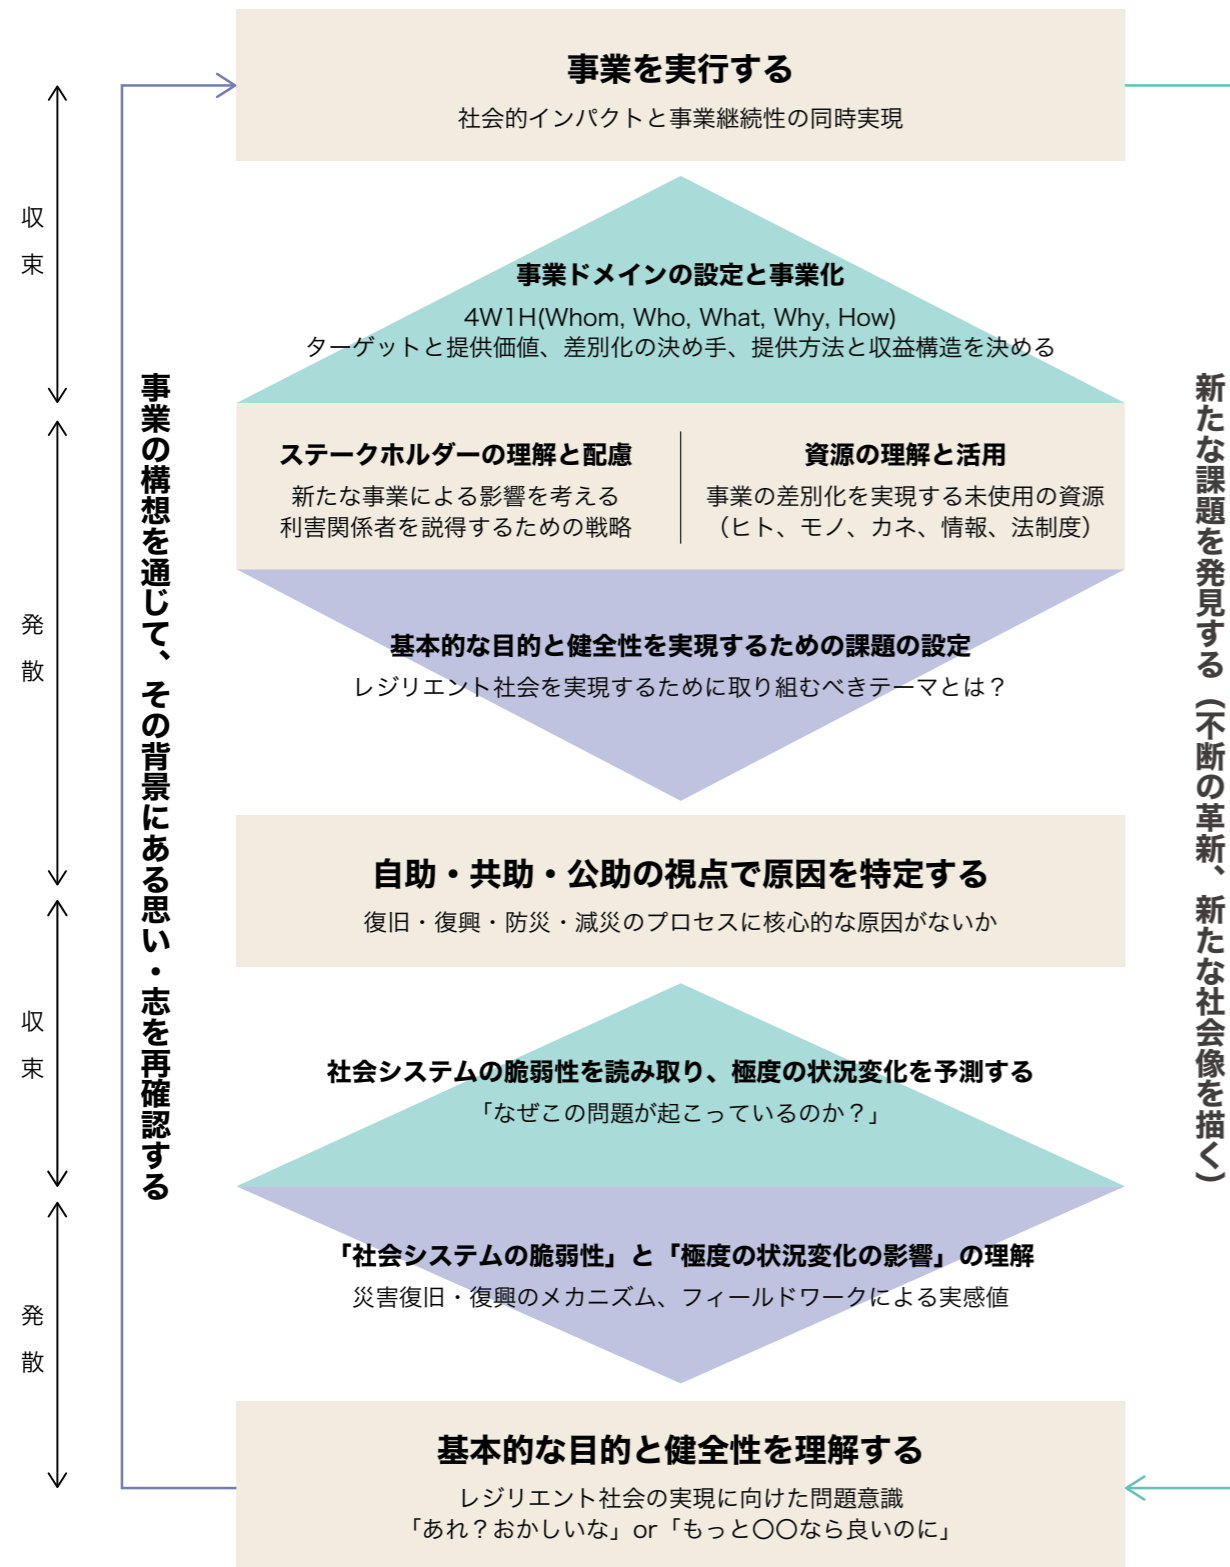 事業を実行する
社会的インパクトと事業継続性の同時実現
収束
事業ドメインの設定と事業化
4W1H(Whom, Who, What, Why, How)
ターゲットと提供価値、差別化の決め手、提供方法と収益構造を決める
事業の構想を通じて、その背景にある思い・志を再確認する
新たな課題を発見する（不断の革新、新たな社会像を描く）
ステークホルダーの理解と配慮
新たな事業による影響を考える
利害関係者を説得するための戦略
資源の理解と活用
事業の差別化を実現する未使用の資源
（ヒト、モノ、カネ、情報、法制度）
発散
基本的な目的と健全性を実現するための課題の設定
レジリエント社会を実現するために取り組むべきテーマとは？
自助・共助・公助の視点で原因を特定する
復旧・復興・防災・減災のプロセスに核心的な原因がないか
収束
社会システムの脆弱性を読み取り、極度の状況変化を予測する
「なぜこの問題が起こっているのか？」
「社会システムの脆弱性」と「極度の状況変化の影響」の理解
災害復旧・復興のメカニズム、フィールドワークによる実感値
発散
基本的な目的と健全性を理解する
レジリエント社会の実現に向けた問題意識
「あれ？おかしいな」or「もっと〇〇なら良いのに」